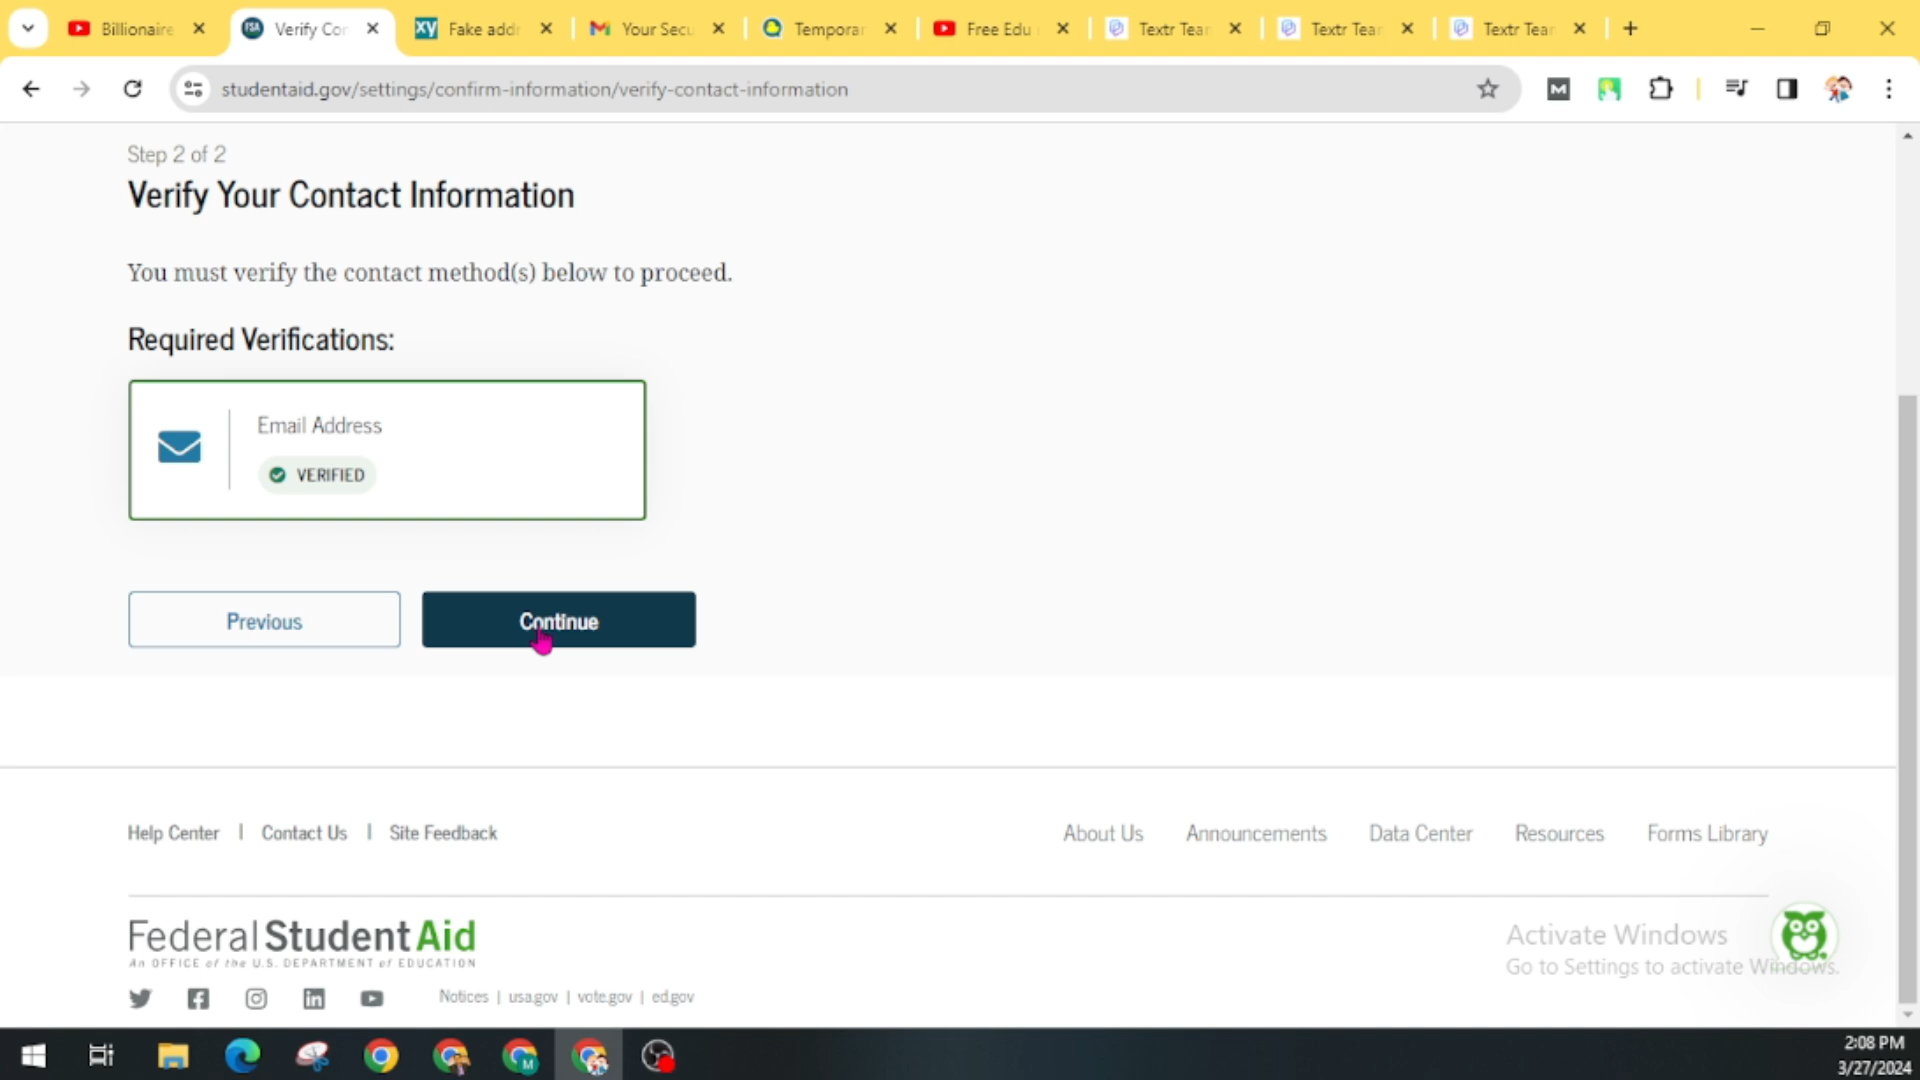 Billionaire
Verify Con
Fake addr
Your Secu
Temporar
Free Edu
Textr Tear
Textr Tear
Textr Tear
studentaid.gov/settings/confirm-information/verify-contact-information
Step 2 of 2
Verify Your Contact Information
You must verify the contact method(s) below to proceed.
Required Verifications:
Email Address
VERIFIED
Previous
Continue
Help Center | Contact Us | Site Feedback
About Us Announcements Data Center Resources Forms Library
Federal Student Aid
An OFFICE of the U.S. DEPARTMENT of EDUCATION
Notices | usa.gov | vote.gov | ed.gov
Activate Windows
Go to Settings to activate Windows.
2:08 PM
3/27/2024